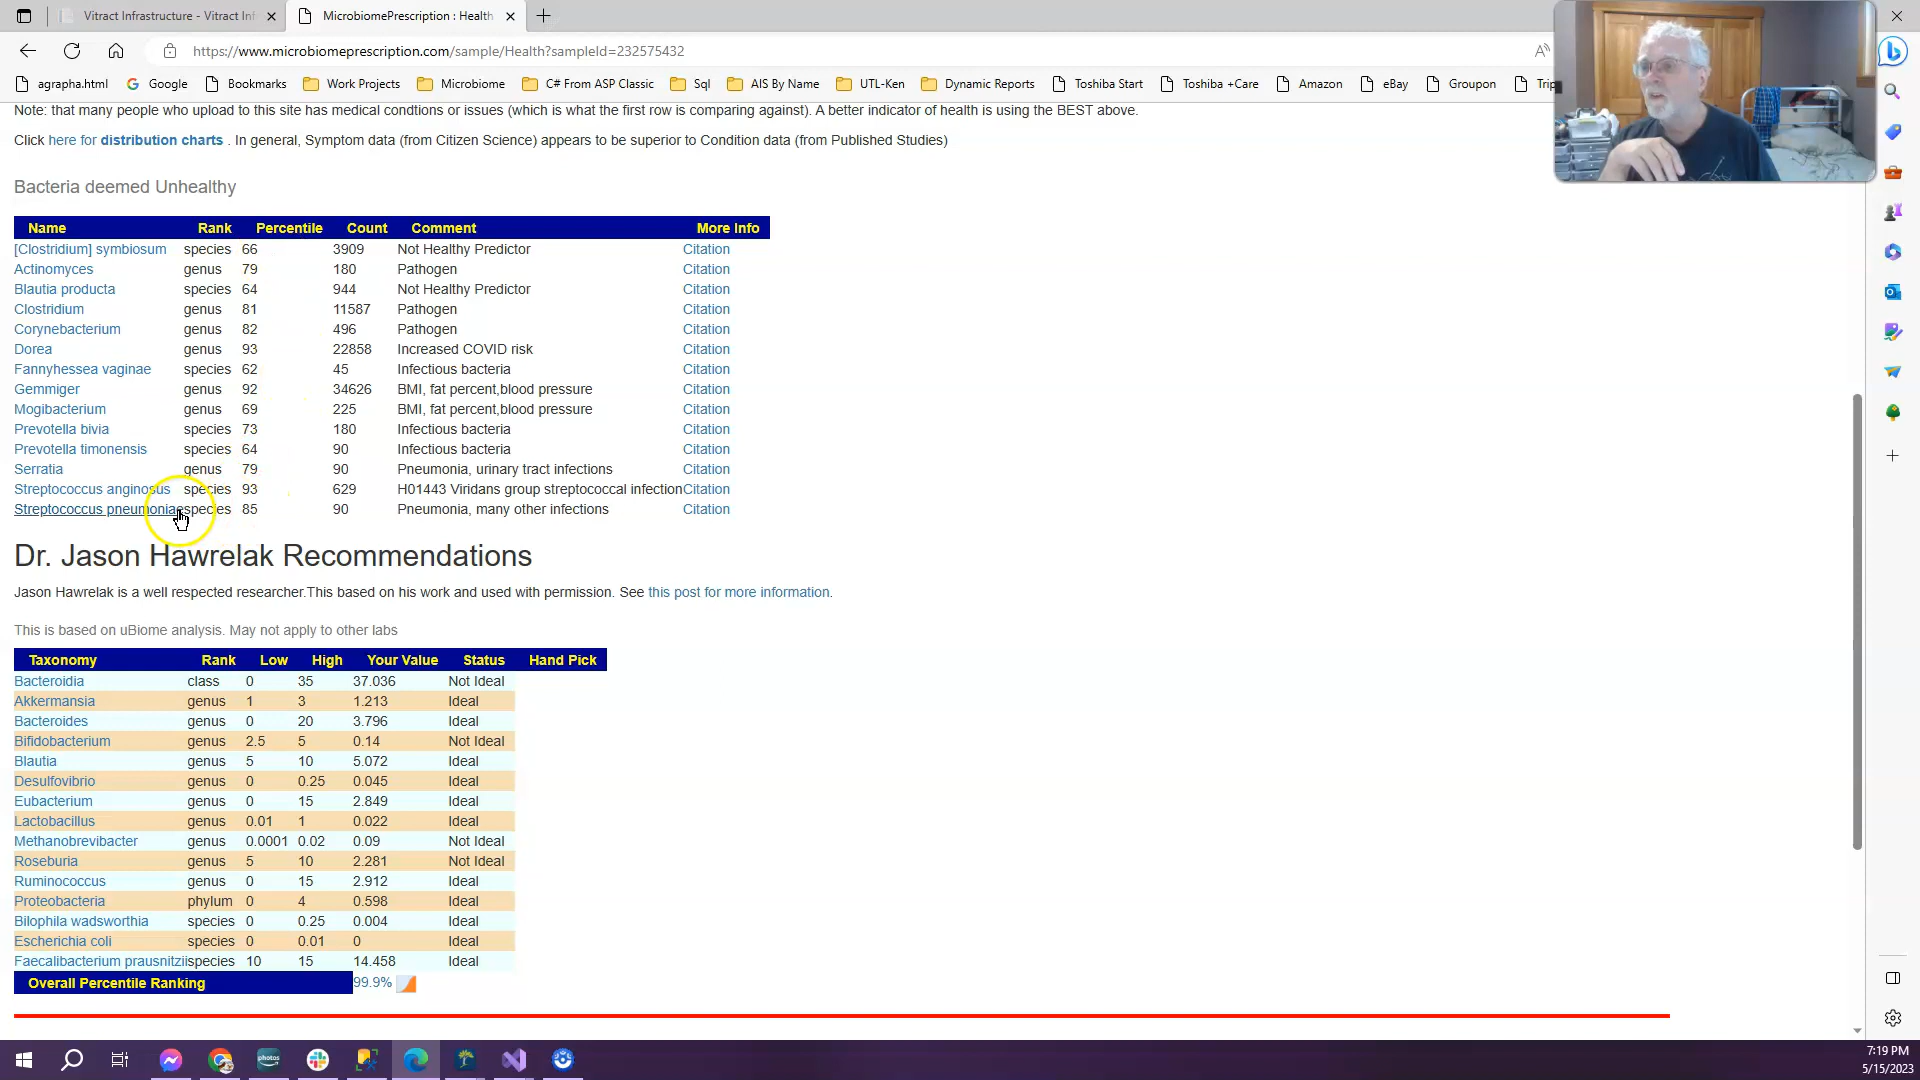 Vitract Infrastructure - Vitract Inf
MicrobiomePrescription : Health
https://www.microbiomeprescription.com/sample/Health?sampleId=232575432
agrapha.html Google Bookmarks Work Projects Microbiome C# From ASP Classic Sql AIS By Name UTL-Ken Dynamic Reports Toshiba Start Toshiba +Care Amazon eBay Groupon Trip
Note: that many people who upload to this site has medical condtions or issues (which is what the first row is comparing against). A better indicator of health is using the BEST above.
Click here for distribution charts . In general, Symptom data (from Citizen Science) appears to be superior to Condition data (from Published Studies)
Bacteria deemed Unhealthy
Name Rank Percentile Count Comment More Info
[Clostridium] symbiosum species 66 3909 Not Healthy Predictor Citation
Actinomyces genus 79 180 Pathogen Citation
Blautia producta species 64 944 Not Healthy Predictor Citation
Clostridium genus 81 11587 Pathogen Citation
Corynebacterium genus 82 496 Pathogen Citation
Dorea genus 93 22858 Increased COVID risk Citation
Fannyhessea vaginae species 62 45 Infectious bacteria Citation
Gemmiger genus 92 34626 BMI, fat percent,blood pressure Citation
Mogibacterium genus 69 225 BMI, fat percent,blood pressure Citation
Prevotella bivia species 73 180 Infectious bacteria Citation
Prevotella timonensis species 64 90 Infectious bacteria Citation
Serratia genus 79 90 Pneumonia, urinary tract infections Citation
Streptococcus anginosus species 93 629 H01443 Viridans group streptococcal infection Citation
Streptococcus pneumoniae species 85 90 Pneumonia, many other infections Citation
Dr. Jason Hawrelak Recommendations
Jason Hawrelak is a well respected researcher.This based on his work and used with permission. See this post for more information.
This is based on uBiome analysis. May not apply to other labs
Taxonomy Rank Low High Your Value Status Hand Pick
Bacteroidia class 0 35 37.036 Not Ideal
Akkermansia genus 1 3 1.213 Ideal
Bacteroides genus 0 20 3.796 Ideal
Bifidobacterium genus 2.5 5 0.14 Not Ideal
Blautia genus 5 10 5.072 Ideal
Desulfovibrio genus 0 0.25 0.045 Ideal
Eubacterium genus 0 15 2.849 Ideal
Lactobacillus genus 0.01 1 0.022 Ideal
Methanobrevibacter genus 0.0001 0.02 0.09 Not Ideal
Roseburia genus 5 10 2.281 Not Ideal
Ruminococcus genus 0 15 2.912 Ideal
Proteobacteria phylum 0 4 0.598 Ideal
Bilophila wadsworthia species 0 0.25 0.004 Ideal
Escherichia coli species 0 0.01 0 Ideal
Faecalibacterium prausnitzii species 10 15 14.458 Ideal
Overall Percentile Ranking 99.9%
photos
7:19 PM
5/15/2023